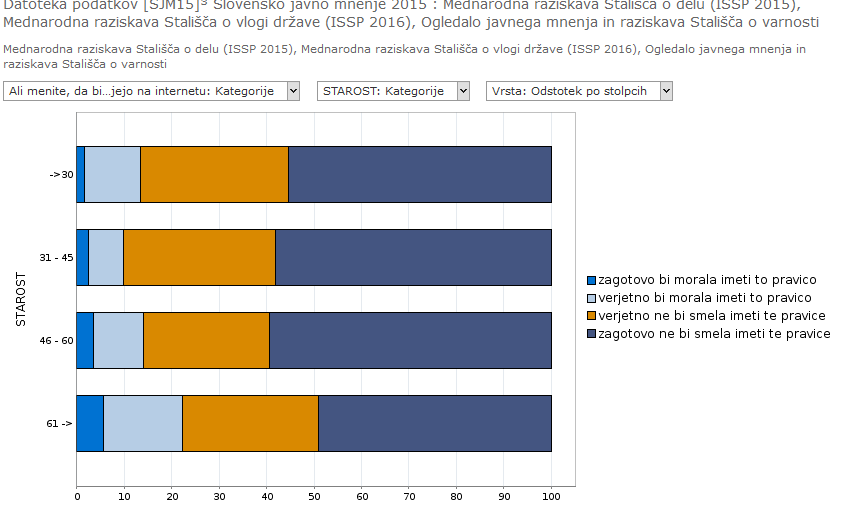 Datoteka podatkov [SJM15]³ Slovensko javno mnenje 2015 : Mednarodna raziskava Stališča o delu (ISSP 2015),
Mednarodna raziskava Stališča o vlogi države (ISSP 2016), Ogledalo javnega mnenja in raziskava Stališča o varnosti
Mednarodna raziskava Stališča o delu (ISSP 2015), Mednarodna raziskava Stališča o vlogi države (ISSP 2016), Ogledalo javnega mnenja in
raziskava Stališča o varnosti
Ali menite, da bi...jejo na internetu: Kategorije
STAROST: Kategorije
Vrsta: Odstotek po stolpcih
STAROST
->30
31 - 45
46 - 60
61 ->
0 10 20 30 40 50 60 70 80 90 100
zagotovo bi morala imeti to pravico
verjetno bi morala imeti to pravico
verjetno ne bi smela imeti te pravice
zagotovo ne bi smela imeti te pravice